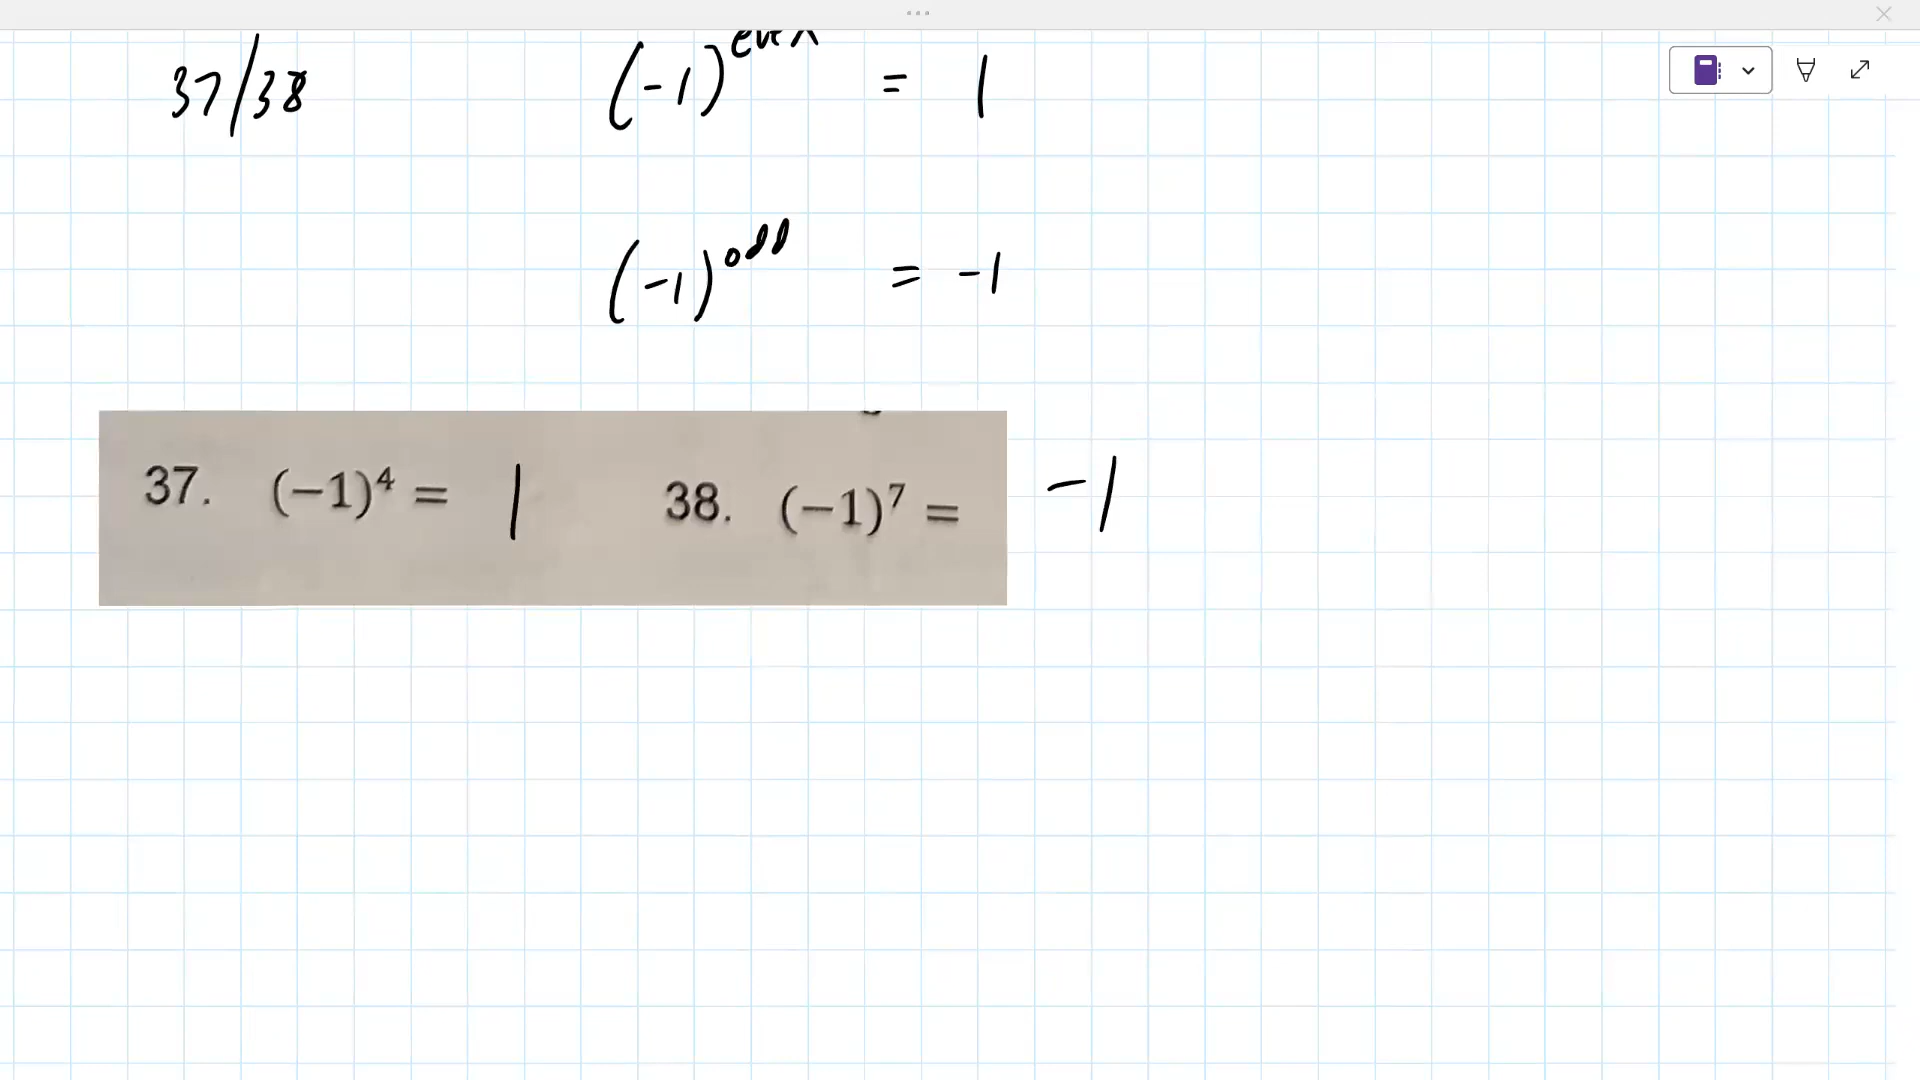 37/38 (-1)^even = 1
(-1)^odd = -1
37. (−1)⁴ = 1 38. (−1)⁷ = -1